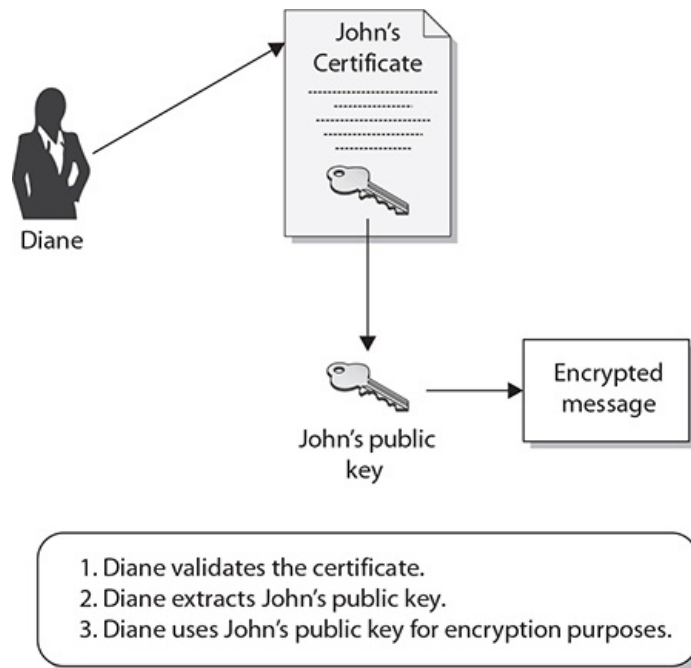 John's
Certificate
Diane
John's public
key
Encrypted
message
1. Diane validates the certificate.
2. Diane extracts John's public key.
3. Diane uses John's public key for encryption purposes.